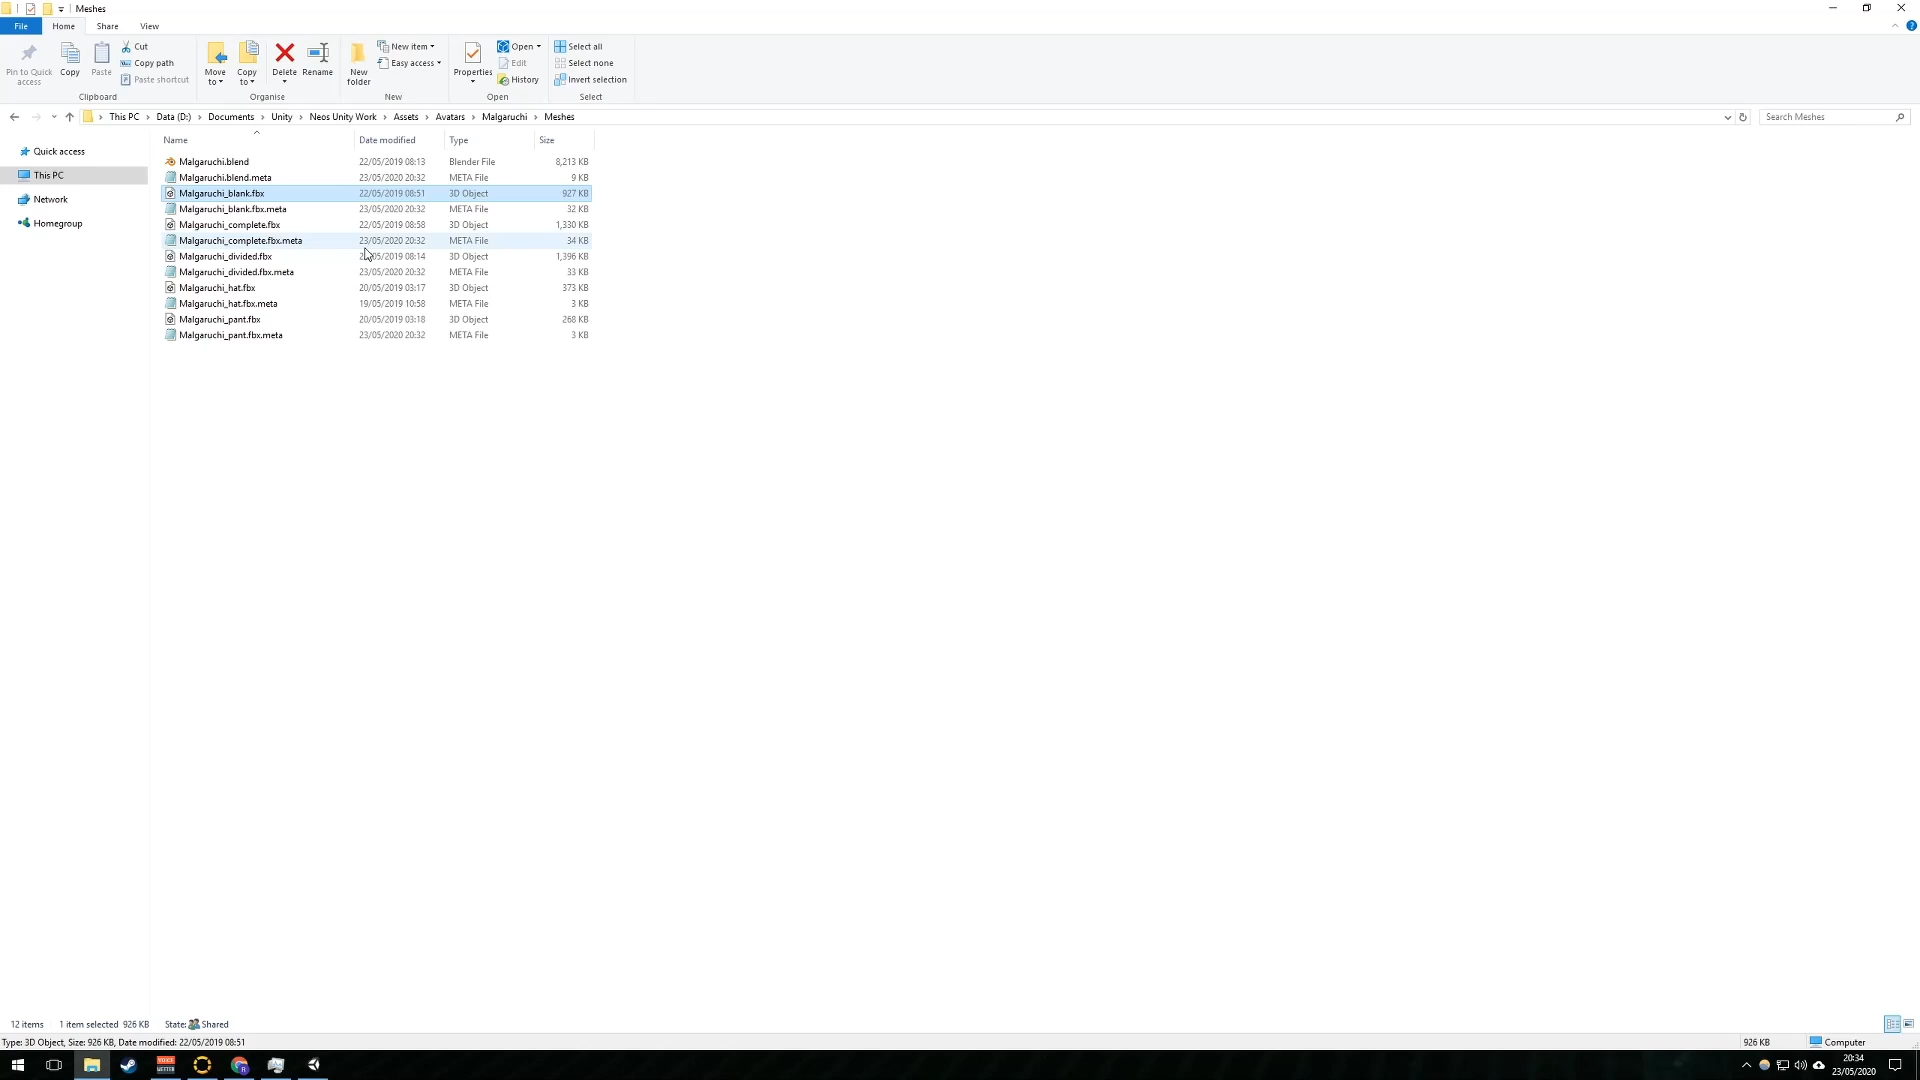 Meshes
File Home Share View
Pin to Quick access
Copy
Paste
Cut
Copy path
Paste shortcut
Clipboard
Move to
Copy to
Delete
Rename
Organise
New folder
New item
Easy access
New
Properties
Open
Edit
History
Open
Select all
Select none
Invert selection
Select
This PC > Data (D:) > Documents > Unity > Neos Unity Work > Assets > Avatars > Malgaruchi > Meshes
Search Meshes
Quick access
This PC
Network
Homegroup
Name Date modified Type Size
Malgaruchi.blend 22/05/2019 08:13 Blender File 8,213 KB
Malgaruchi.blend.meta 23/05/2020 20:32 META File 9 KB
Malgaruchi_blank.fbx 22/05/2019 08:51 3D Object 927 KB
Malgaruchi_blank.fbx.meta 23/05/2020 20:32 META File 32 KB
Malgaruchi_complete.fbx 22/05/2019 08:58 3D Object 1,330 KB
Malgaruchi_complete.fbx.meta 23/05/2020 20:32 META File 34 KB
Malgaruchi_divided.fbx 05/2019 08:14 3D Object 1,396 KB
Malgaruchi_divided.fbx.meta 23/05/2020 20:32 META File 33 KB
Malgaruchi_hat.fbx 20/05/2019 03:17 3D Object 373 KB
Malgaruchi_hat.fbx.meta 19/05/2019 10:58 META File 3 KB
Malgaruchi_pant.fbx 20/05/2019 03:18 3D Object 268 KB
Malgaruchi_pant.fbx.meta 23/05/2020 20:32 META File 3 KB
12 items 1 item selected 926 KB State: Shared
Type: 3D Object, Size: 926 KB, Date modified: 22/05/2019 08:51 926 KB Computer
VOICE MEETER
20:34
23/05/2020